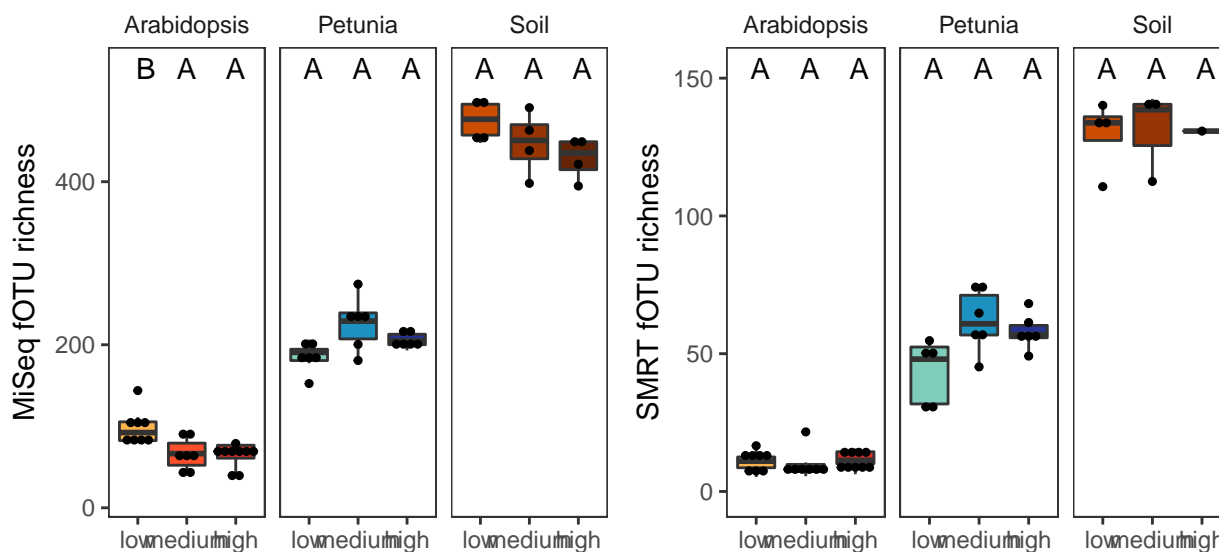 Arabidopsis Petunia Soil
B A A A A A A A A
MiSeq fOTU richness
400
200
0
low medium high low medium high low medium high
Arabidopsis Petunia Soil
A A A A A A A A A
SMRT fOTU richness
150
100
50
0
low medium high low medium high low medium high